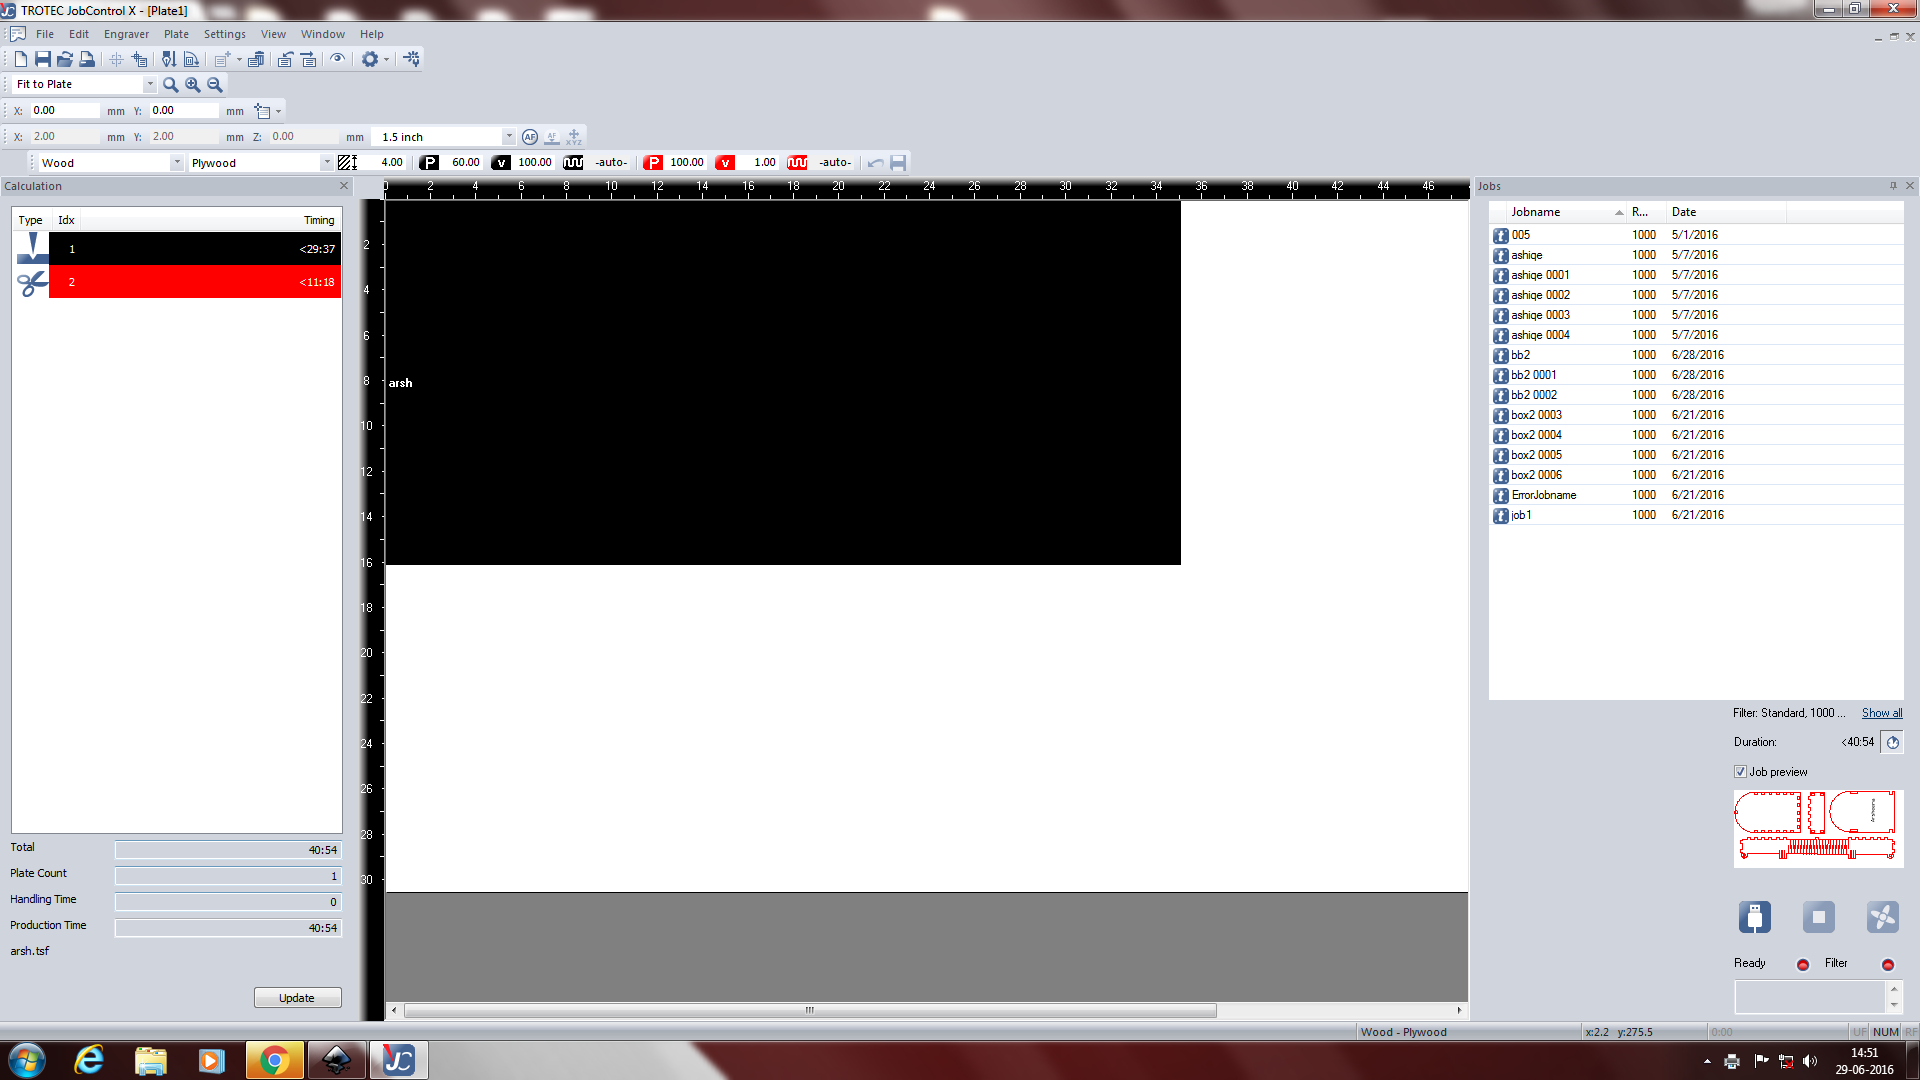 TROTEC JobControl X - [Plate1]
File Edit Engraver Plate Settings View Window Help
Fit to Plate
X: 0.00 mm Y: 0.00 mm
X: 2.00 mm Y: 2.00 mm Z: 0.00 mm 1.5 inch AF AF XYZ
Wood Plywood 4.00 P 60.00 v 100.00 -auto- P 100.00 v 1.00 -auto-
Calculation
Type Idx Timing
1 <29:37
2 <11:18
Total 40:54
Plate Count 1
Handling Time 0
Production Time 40:54
arsh.tsf
Update
0 2 4 6 8 10 12 14 16 18 20 22 24 26 28 30 32 34 36 38 40 42 44 46
2
4
6
8
10
12
14
16
18
20
22
24
26
28
30
arsh
Jobs
Jobname R... Date
005 1000 5/1/2016
ashiqe 1000 5/7/2016
ashiqe 0001 1000 5/7/2016
ashiqe 0002 1000 5/7/2016
ashiqe 0003 1000 5/7/2016
ashiqe 0004 1000 5/7/2016
bb2 1000 6/28/2016
bb2 0001 1000 6/28/2016
bb2 0002 1000 6/28/2016
box2 0003 1000 6/21/2016
box2 0004 1000 6/21/2016
box2 0005 1000 6/21/2016
box2 0006 1000 6/21/2016
ErrorJobname 1000 6/21/2016
job1 1000 6/21/2016
Filter: Standard, 1000 ... Show all
Duration: <40:54
Job preview
Ready Filter
Wood - Plywood x:2.2 y:275.5 0:00 UF NUM RF
JC
14:51
29-06-2016